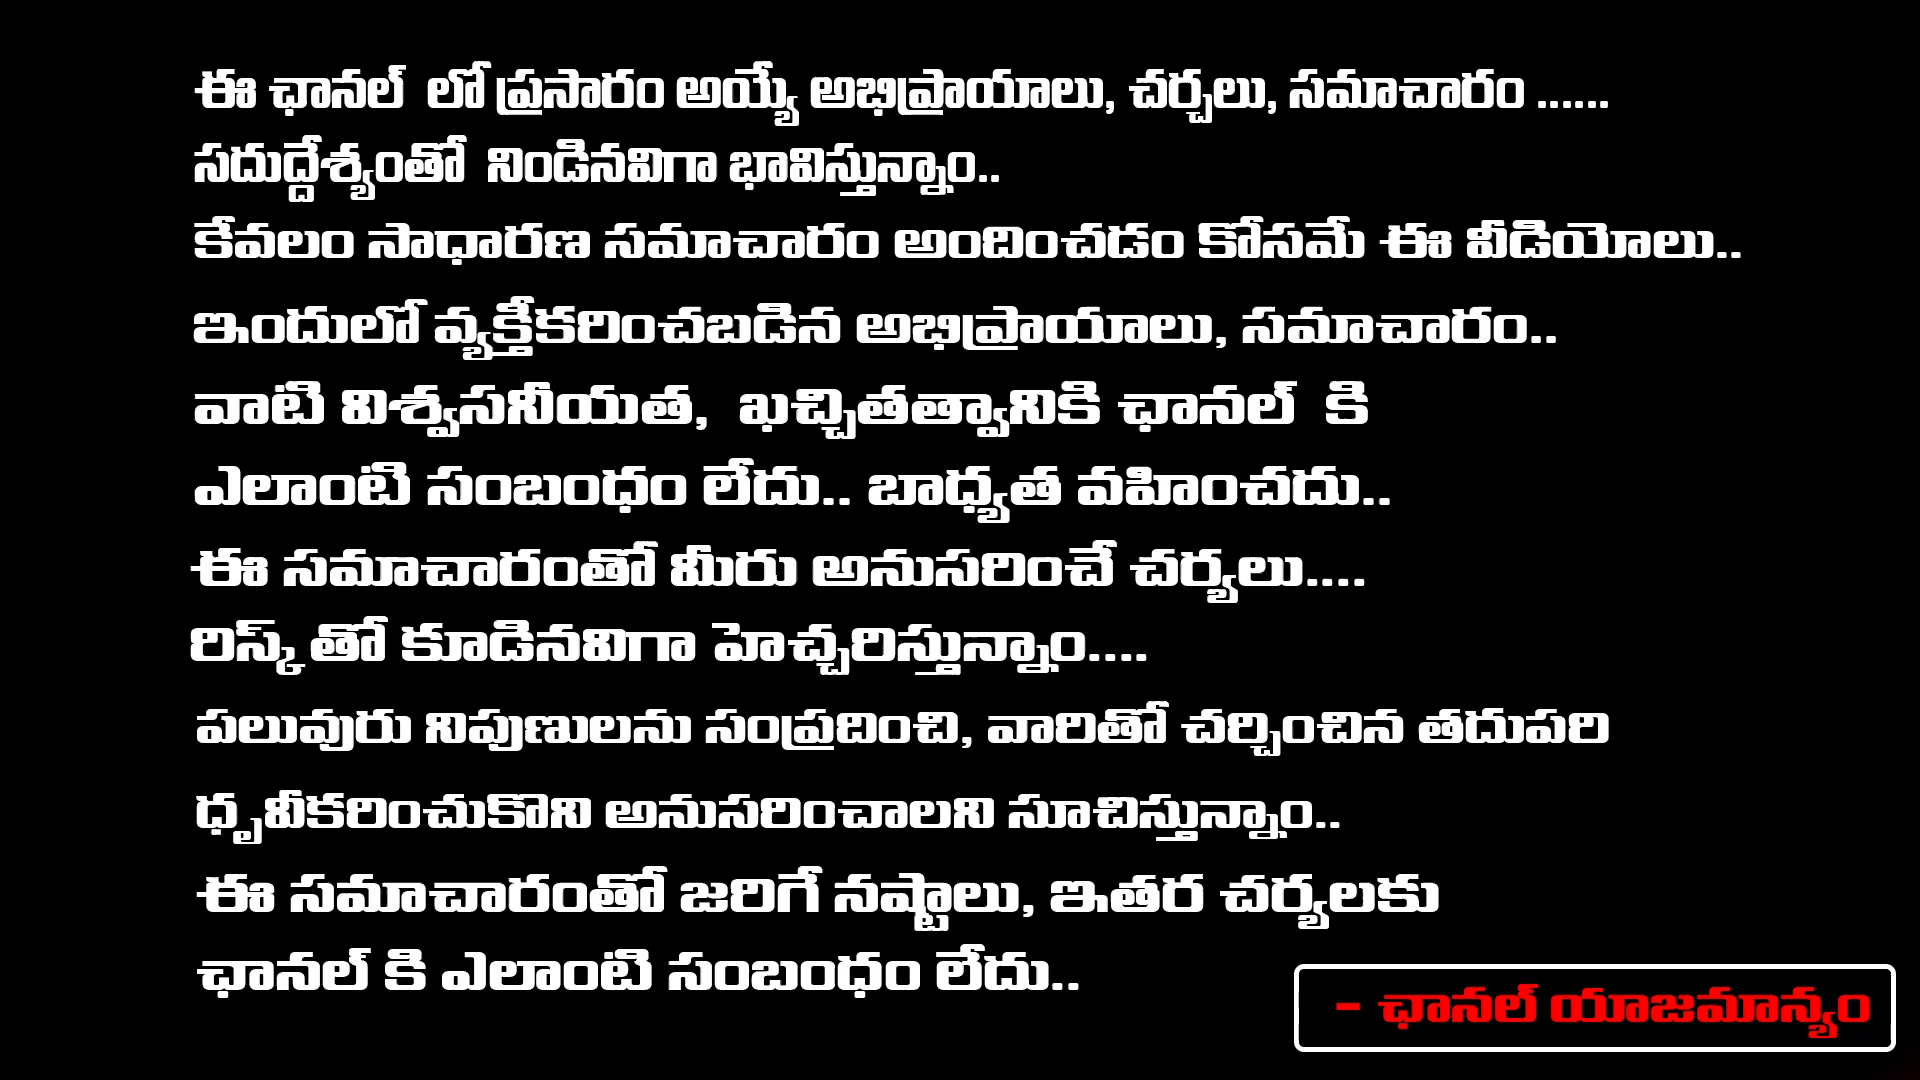 ఈ ఛానల్ లో ప్రసారం అయ్యే అభిప్రాయాలు, చర్చలు, సమాచారం ......
సదుద్దేశ్యంతో నిండినవిగా భావిస్తున్నాం..
కేవలం సాధారణ సమాచారం అందించడం కోసమే ఈ వీడియోలు..
ఇందులో వ్యక్తీకరించబడిన అభిప్రాయాలు, సమాచారం..
వాటి విశ్వసనీయత, ఖచ్చితత్వానికి ఛానల్ కి
ఎలాంటి సంబంధం లేదు.. బాధ్యత వహించదు..
ఈ సమాచారంతో మీరు అనుసరించే చర్యలు....
రిస్క్ తో కూడినవిగా హెచ్చరిస్తున్నాం....
పలువురు నిపుణులను సంప్రదించి, వారితో చర్చించిన తదుపరి
ధృవీకరించుకొని అనుసరించాలని సూచిస్తున్నాం..
ఈ సమాచారంతో జరిగే నష్టాలు, ఇతర చర్యలకు
ఛానల్ కి ఎలాంటి సంబంధం లేదు..
- ఛానల్ యాజమాన్యం